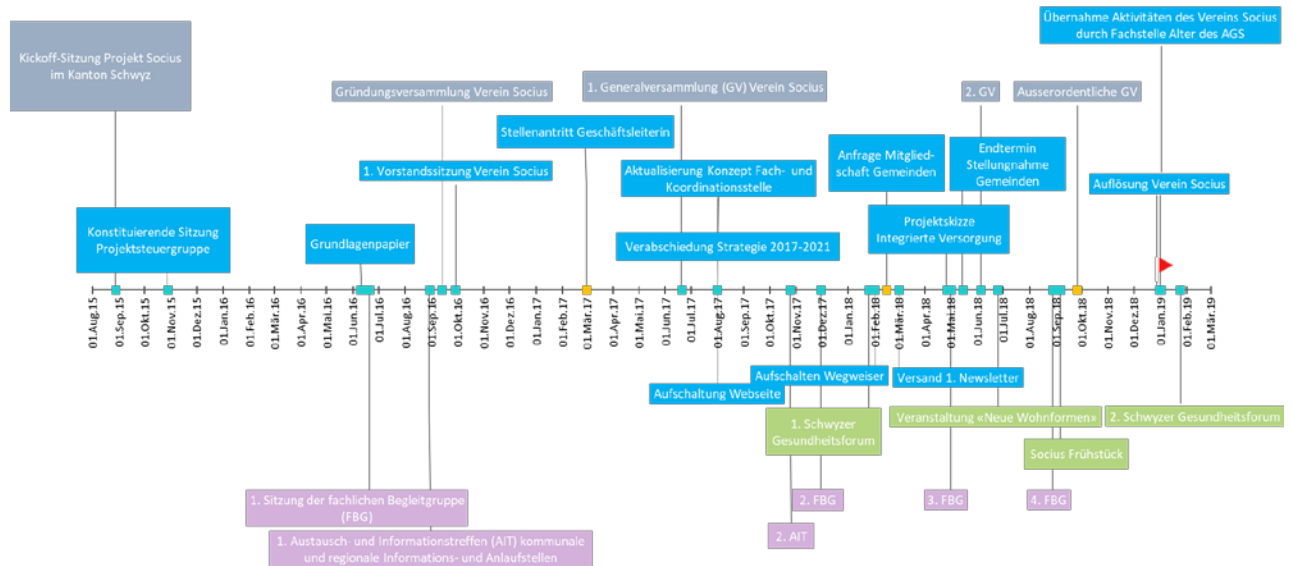 Übernahme Aktivitäten des Vereins Socius
durch Fachstelle Alter des AGS
Kickoff-Sitzung Projekt Socius
im Kanton Schwyz
Gründungsversammlung Verein Socius
1. Generalversammlung (GV) Verein Socius
2. GV
Ausserordentliche GV
Stellenantritt Geschäftsleiterin
Anfrage Mitglied-
schaft Gemeinden
Endtermin
Stellungnahme
Gemeinden
1. Vorstandssitzung Verein Socius
Aktualisierung Konzept Fach- und
Koordinationsstelle
Auflösung Verein Socius
Konstituierende Sitzung
Projektsteuergruppe
Grundlagenpapier
Verabschiedung Strategie 2017-2021
Projektskizze
Integrierte Versorgung
01.Aug.15
01.Sep.15
01.Okt.15
01.Nov.15
01.Dez.15
01.Jan.16
01.Feb.16
01.Mär.16
01.Apr.16
01.Mai.16
01.Jun.16
01.Jul.16
01.Aug.16
01.Sep.16
01.Okt.16
01.Nov.16
01.Dez.16
01.Jan.17
01.Feb.17
01.Mär.17
01.Apr.17
01.Mai.17
01.Jun.17
01.Jul.17
01.Aug.17
01.Sep.17
01.Okt.17
01.Nov.17
01.Dez.17
01.Jan.18
01.Feb.18
01.Mär.18
01.Apr.18
01.Mai.18
01.Jun.18
01.Jul.18
01.Aug.18
01.Sep.18
01.Okt.18
01.Nov.18
01.Dez.18
01.Jan.19
01.Feb.19
01.Mär.19
Aufschaltung Webseite
Aufschalten Wegweiser
Versand 1. Newsletter
1. Schwyzer
Gesundheitsforum
Veranstaltung «Neue Wohnformen»
2. Schwyzer Gesundheitsforum
Socius Frühstück
1. Sitzung der fachlichen Begleitgruppe
(FBG)
2. FBG
3. FBG
4. FBG
1. Austausch- und Informationstreffen (AIT) kommunale
und regionale Informations- und Anlaufstellen
2. AIT